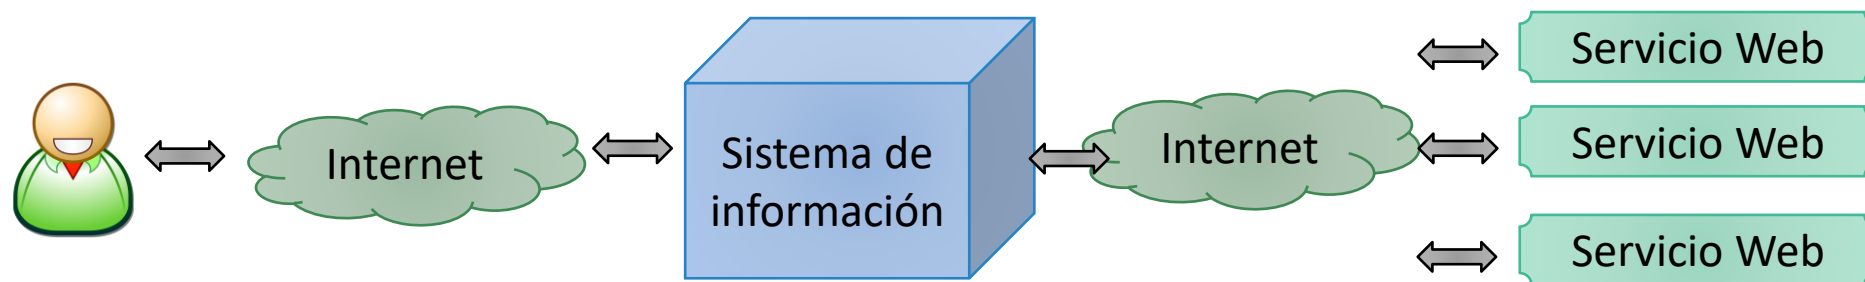 Internet
Sistema de
información
Internet
Servicio Web
Servicio Web
Servicio Web